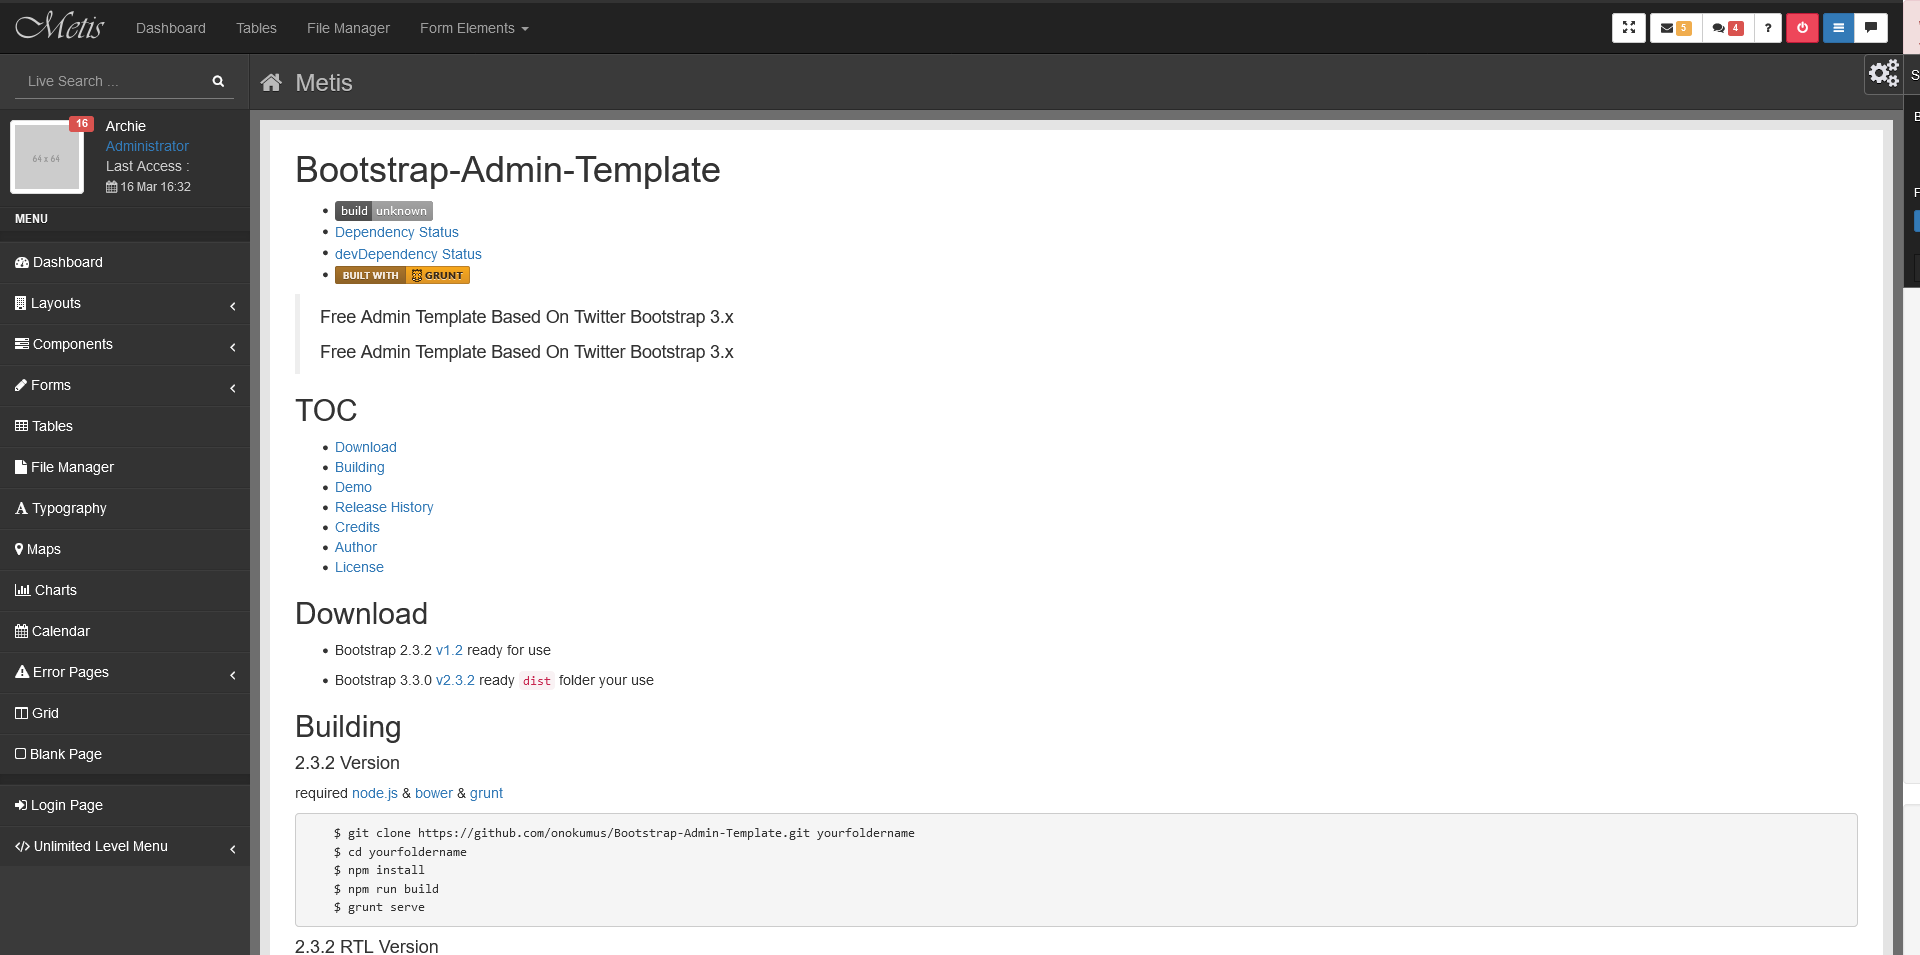 Metis
Dashboard Tables File Manager Form Elements
5 4 ?
Live Search ...
Metis
S
16
64 x 64
Archie
Administrator
Last Access :
16 Mar 16:32
MENU
Dashboard
Layouts
Components
Forms
Tables
File Manager
Typography
Maps
Charts
Calendar
Error Pages
Grid
Blank Page
Login Page
Unlimited Level Menu
Bootstrap-Admin-Template
build unknown
Dependency Status
devDependency Status
BUILT WITH GRUNT
Free Admin Template Based On Twitter Bootstrap 3.x
Free Admin Template Based On Twitter Bootstrap 3.x
TOC
Download
Building
Demo
Release History
Credits
Author
License
Download
Bootstrap 2.3.2 v1.2 ready for use
Bootstrap 3.3.0 v2.3.2 ready dist folder your use
Building
2.3.2 Version
required node.js & bower & grunt
$ git clone https://github.com/onokumus/Bootstrap-Admin-Template.git yourfoldername
$ cd yourfoldername
$ npm install
$ npm run build
$ grunt serve
2.3.2 RTL Version